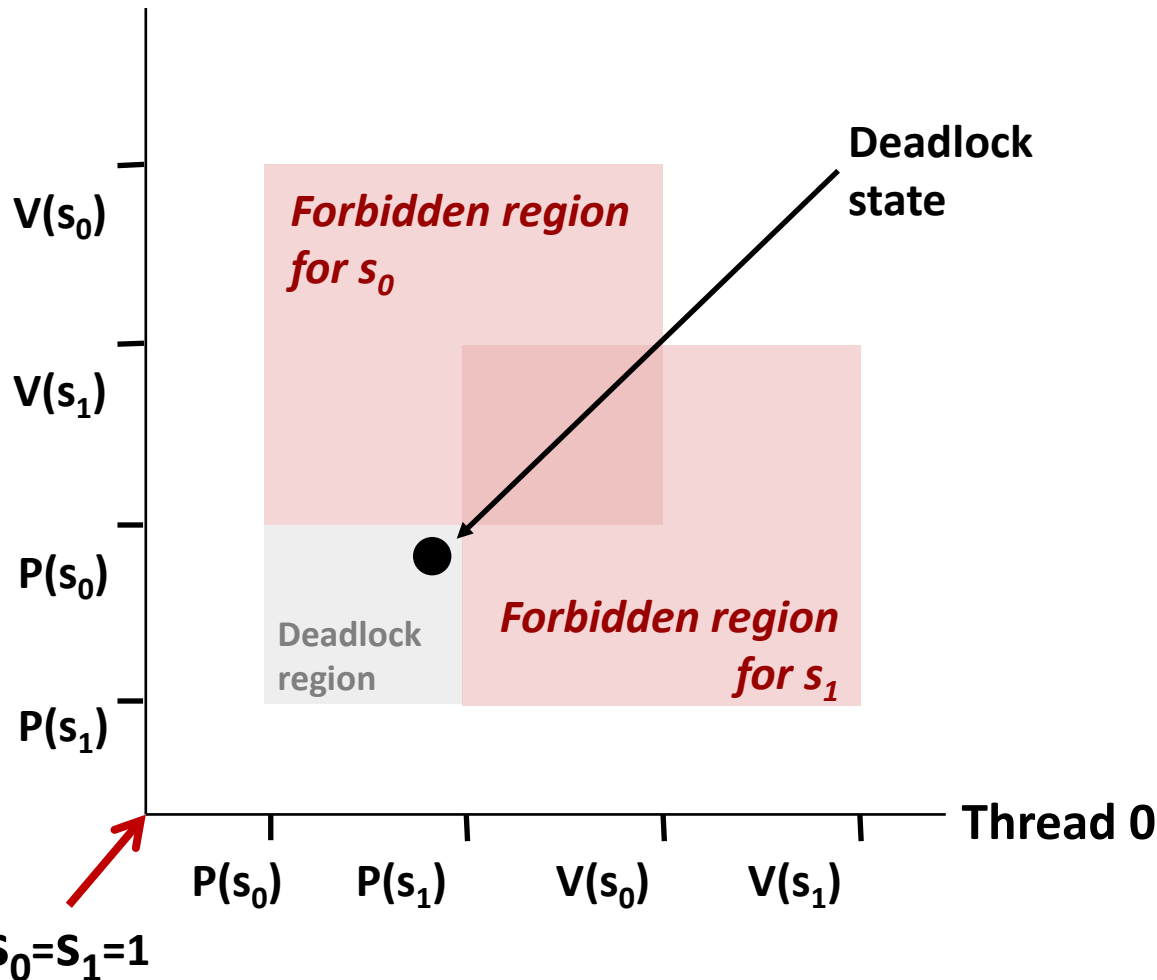 Deadlock
state
V(s₀)
Forbidden region
for s₀
V(s₁)
P(s₀)
Forbidden region
for s₁
Deadlock
region
P(s₁)
Thread 0
P(s₀) P(s₁) V(s₀) V(s₁)
s₀=s₁=1